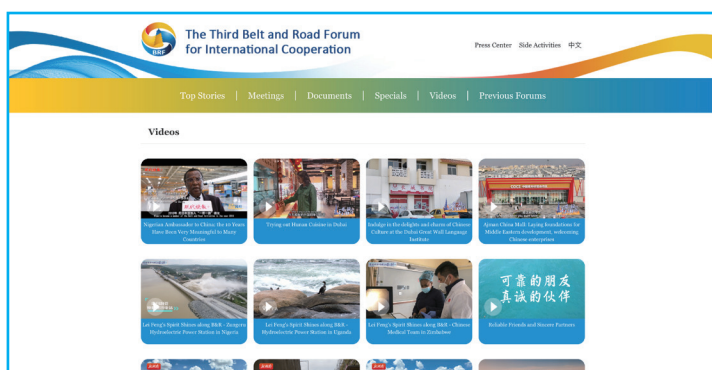 The Third Belt and Road Forum
for International Cooperation
BRF
Press Center Side Activities 中文
Top Stories | Meetings | Documents | Specials | Videos | Previous Forums
Videos
Nigerian Ambassador to China: the 10 Years
Have Been Very Meaningful to Many
Countries
Trying out Hunan Cuisine in Dubai
Indulge in the delights and charm of Chinese
Culture at the Dubai Great Wall Language
Institute
Ajman China Mall: Laying foundations for
Middle Eastern development, welcoming
Chinese enterprises
Lei Feng's Spirit Shines along B&R - Zungeru
Hydroelectric Power Station in Nigeria
Lei Feng's Spirit Shines along B&R -
Hydroelectric Power Station in Uganda
Lei Feng's Spirit Shines along B&R - Chinese
Medical Team in Zimbabwe
可靠的朋友
真诚的伙伴
Reliable Friends and Sincere Partners